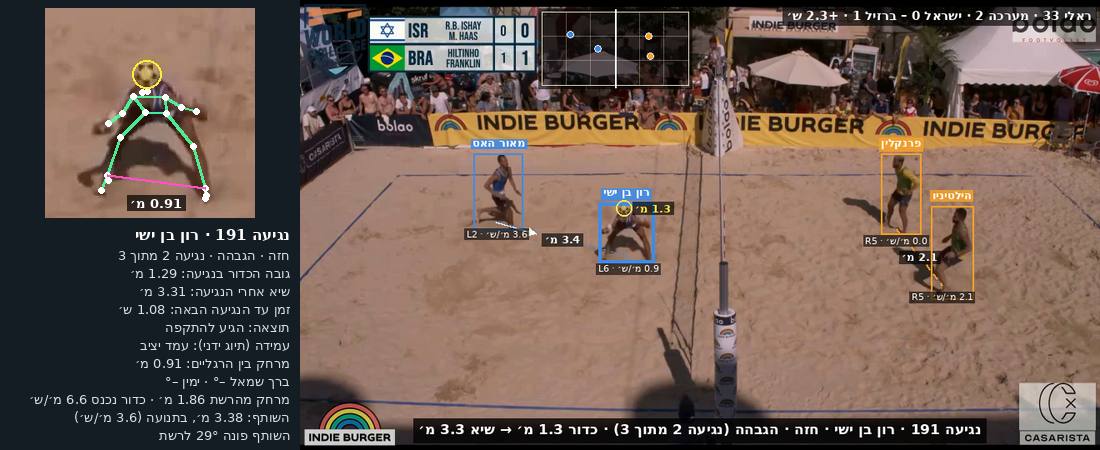 0.91 מ׳
נגיעה 191 · רון בן ישי
חזה · הגבהה · נגיעה 2 מתוך 3
גובה הכדור בנגיעה: 1.29 מ׳
שיא אחרי הנגיעה: 3.31 מ׳
זמן עד הנגיעה הבאה: 1.08 ש׳
תוצאה: הגיע להתקפה
עמידה (תיוג ידני): עמד יציב
מרחק בין הרגליים: 0.91 מ׳
ברך שמאל –° · ימין –°
מרחק מהרשת 1.86 מ׳ · כדור נכנס 6.6 מ׳/ש׳
השותף: 3.38 מ׳, בתנועה (3.6 מ׳/ש׳)
השותף פונה 29° לרשת
ראלי 33 · מערכה 2 · ישראל 0 – ברזיל 1 · +2.3 ש׳
ISR R.B. ISHAY M. HAAS 0 0
BRA HILTINHO FRANKLIN 1 1
INDIE BURGER
bolao
FOOTVOLLEY
CASARISTA
bolao
INDIE BURGER
INDIE BURGER
INDIE BURGER
מאור האס
L2 · 3.6 מ׳/ש׳
3.4 מ׳
רון בן ישי
1.3 מ׳
L6 · 0.9 מ׳/ש׳
פרנקלין
R5 · 0.0 מ׳/ש׳
הילטיניו
2.1 מ׳
R5 · 2.1 מ׳/ש׳
bolao
INDIE BURGER
נגיעה 191 · רון בן ישי · חזה · הגבהה (נגיעה 2 מתוך 3) · כדור 1.3 מ׳ → שיא 3.3 מ׳
CASARISTA